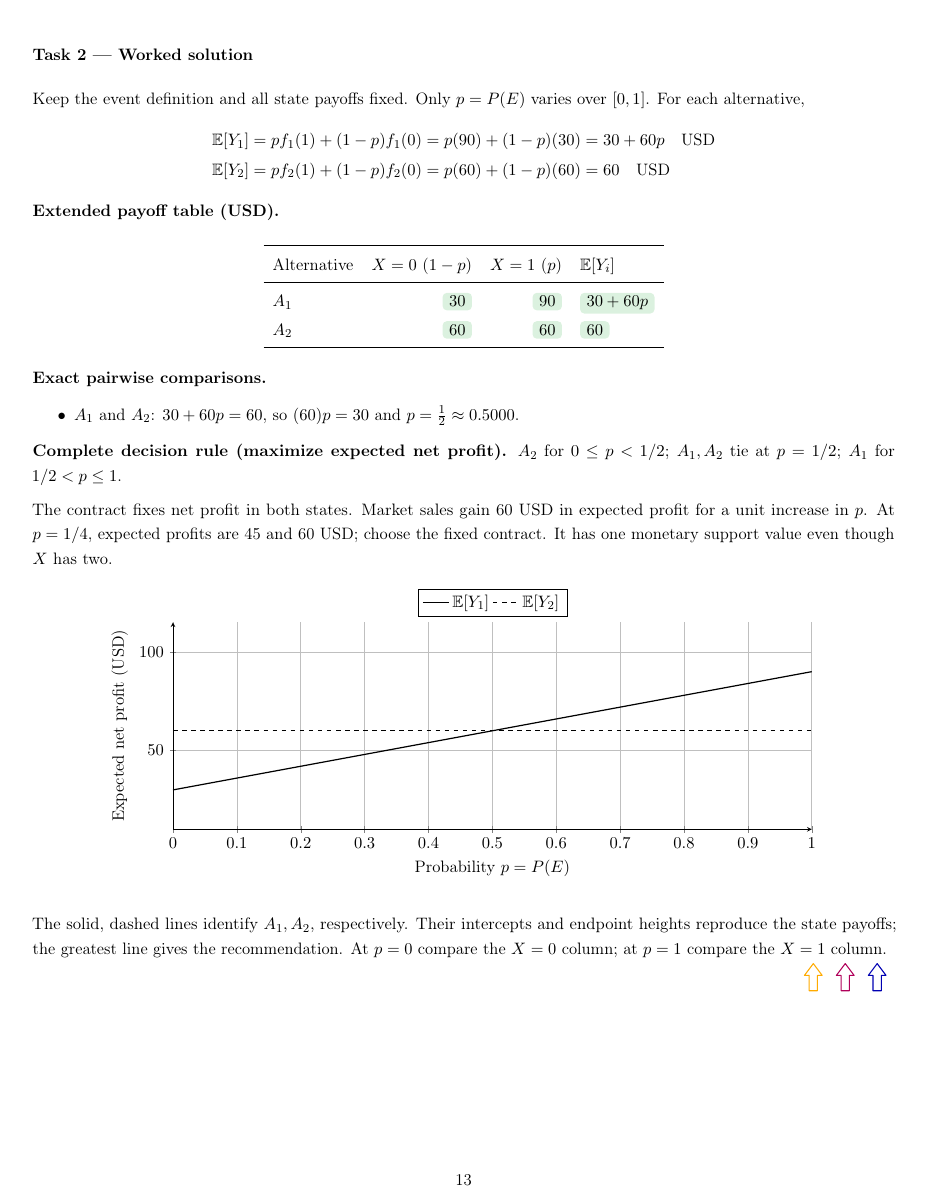 Task 2 — Worked solution
Keep the event definition and all state payoffs fixed. Only p = P(E) varies over [0, 1]. For each alternative,
𝔼[Y₁] = pf₁(1) + (1 − p)f₁(0) = p(90) + (1 − p)(30) = 30 + 60p USD
𝔼[Y₂] = pf₂(1) + (1 − p)f₂(0) = p(60) + (1 − p)(60) = 60 USD
Extended payoff table (USD).
Alternative X = 0 (1 − p) X = 1 (p) 𝔼[Yᵢ]
A₁ 30 90 30 + 60p
A₂ 60 60 60
Exact pairwise comparisons.
• A₁ and A₂: 30 + 60p = 60, so (60)p = 30 and p = ½ ≈ 0.5000.
Complete decision rule (maximize expected net profit). A₂ for 0 ≤ p < 1/2; A₁, A₂ tie at p = 1/2; A₁ for
1/2 < p ≤ 1.
The contract fixes net profit in both states. Market sales gain 60 USD in expected profit for a unit increase in p. At
p = 1/4, expected profits are 45 and 60 USD; choose the fixed contract. It has one monetary support value even though
X has two.
𝔼[Y₁] 𝔼[Y₂]
Expected net profit (USD)
100
50
0 0.1 0.2 0.3 0.4 0.5 0.6 0.7 0.8 0.9 1
Probability p = P(E)
The solid, dashed lines identify A₁, A₂, respectively. Their intercepts and endpoint heights reproduce the state payoffs;
the greatest line gives the recommendation. At p = 0 compare the X = 0 column; at p = 1 compare the X = 1 column.
13